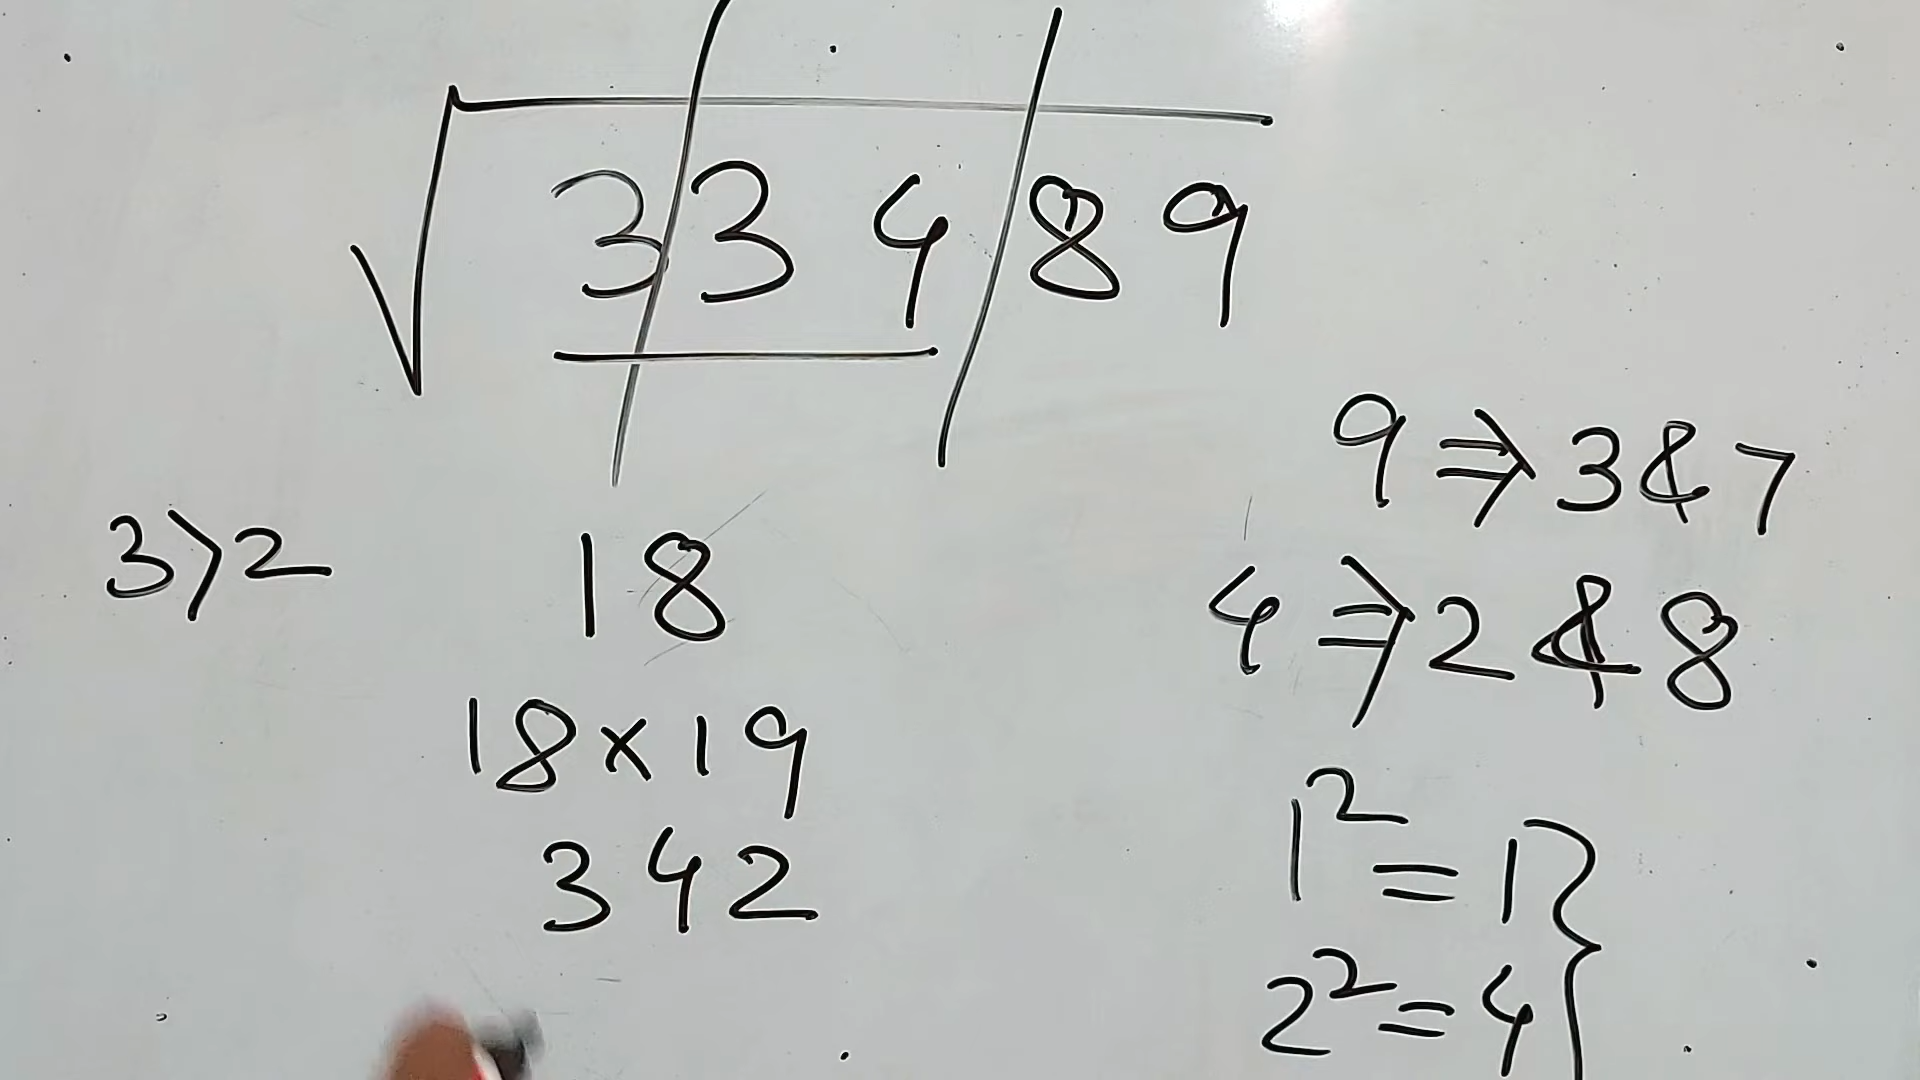 √33489
9 ⇒ 3 & 7
3 > 2
18
4 ⇒ 2 & 8
18 × 19
342
1² = 1 }
2² = 4